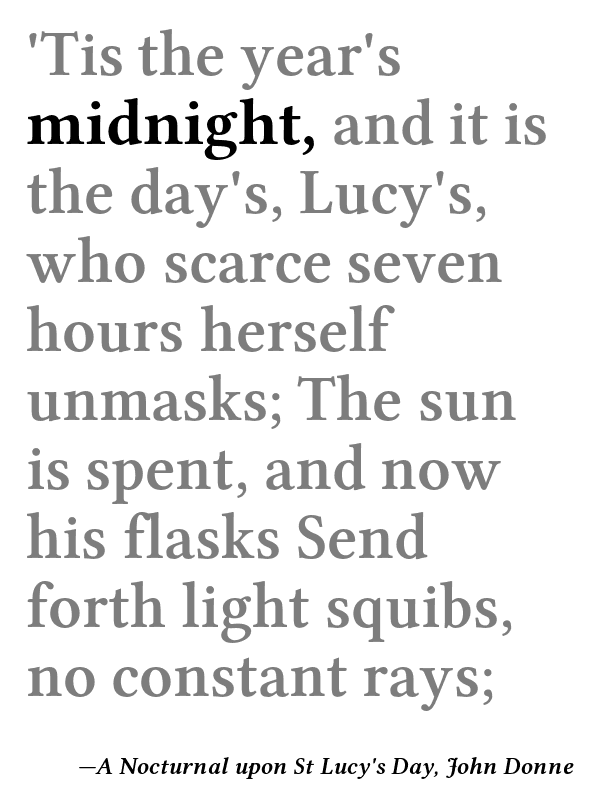 'Tis the year's
midnight, and it is
the day's, Lucy's,
who scarce seven
hours herself
unmasks; The sun
is spent, and now
his flasks Send
forth light squibs,
no constant rays;
—A Nocturnal upon St Lucy's Day, John Donne